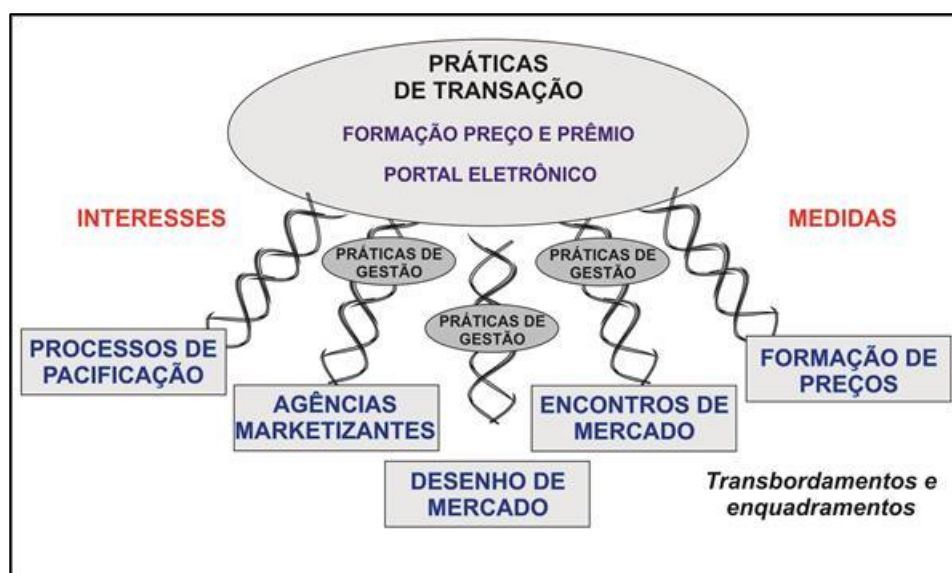 PRÁTICAS
DE TRANSAÇÃO
FORMAÇÃO PREÇO E PRÊMIO
PORTAL ELETRÔNICO
INTERESSES
MEDIDAS
PRÁTICAS DE
GESTÃO
PRÁTICAS DE
GESTÃO
PRÁTICAS DE
GESTÃO
PROCESSOS DE
PACIFICAÇÃO
FORMAÇÃO DE
PREÇOS
AGÊNCIAS
MARKETIZANTES
ENCONTROS DE
MERCADO
DESENHO DE
MERCADO
Transbordamentos e
enquadramentos